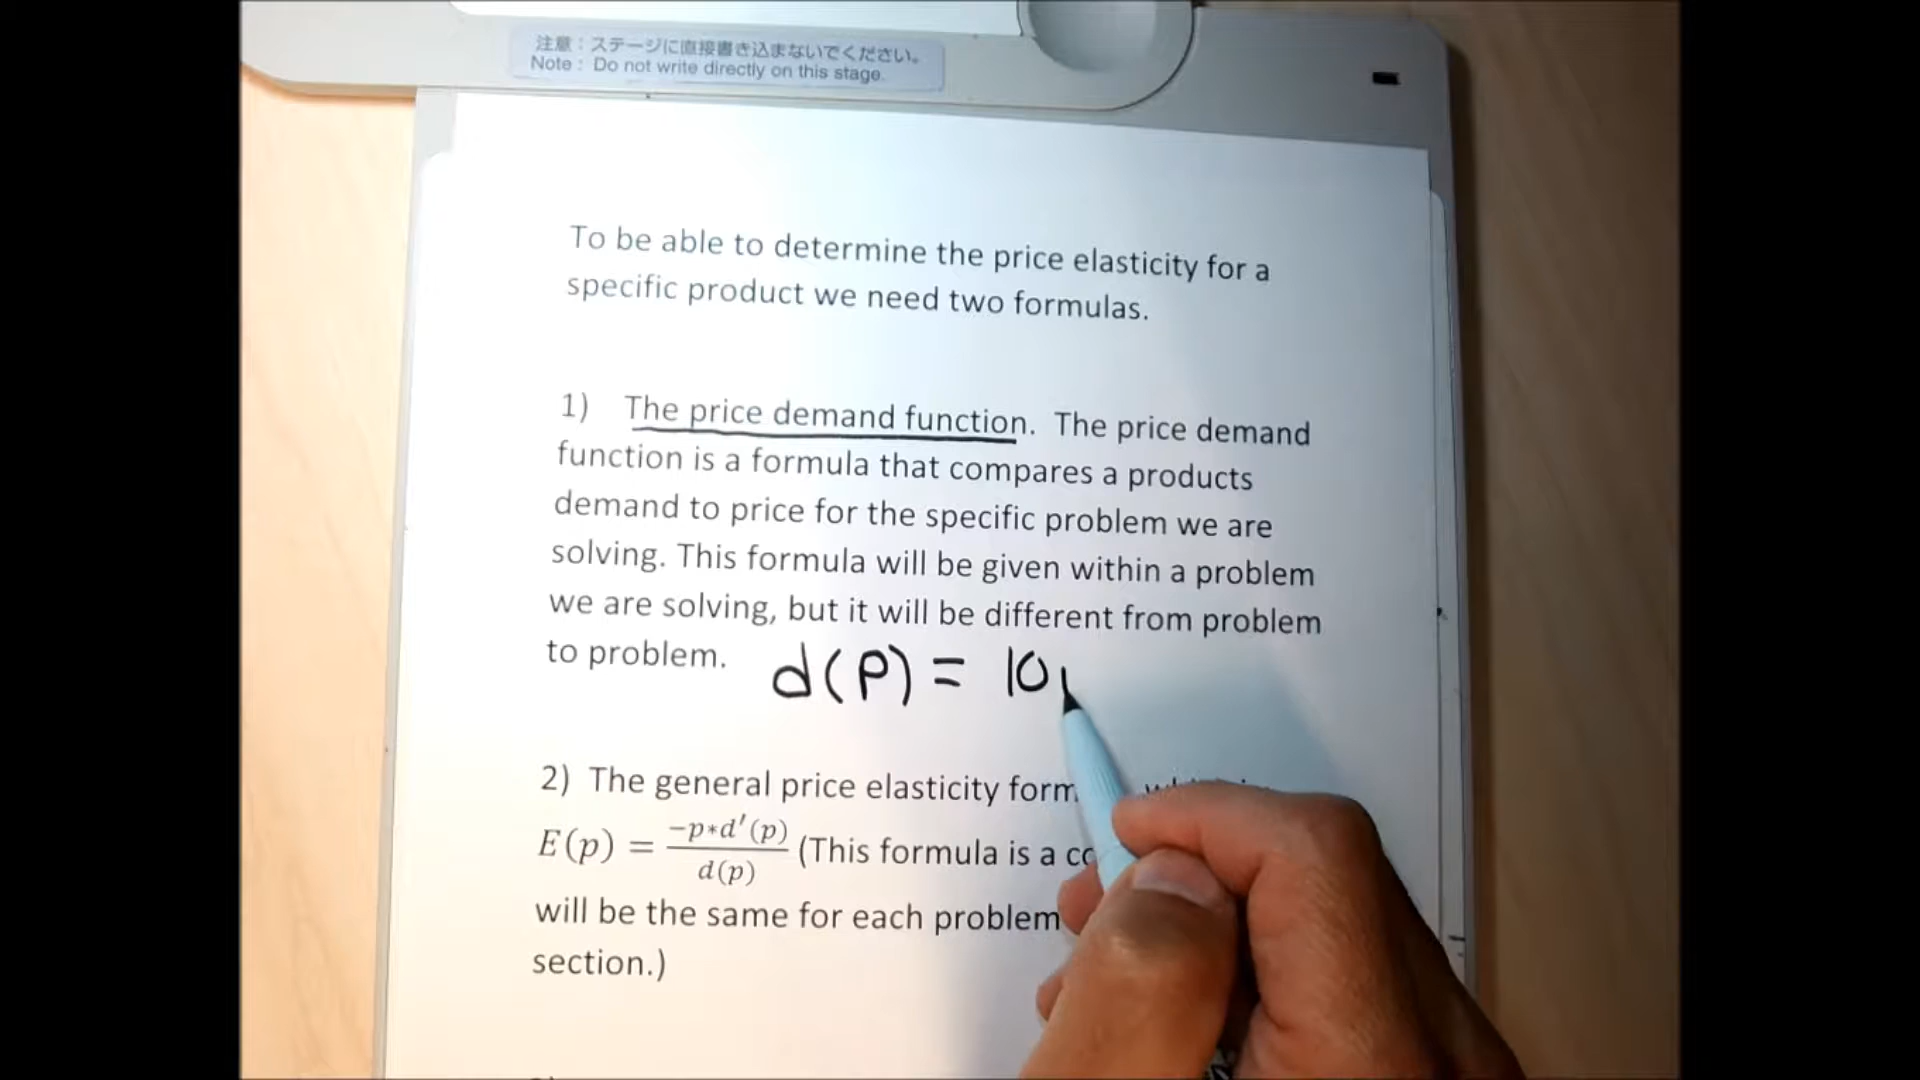 注意：ステージに直接書き込まないでください。
Note : Do not write directly on this stage.
To be able to determine the price elasticity for a
specific product we need two formulas.
1) The price demand function. The price demand
function is a formula that compares a products
demand to price for the specific problem we are
solving. This formula will be given within a problem
we are solving, but it will be different from problem
to problem. d(P) = 10
2) The general price elasticity
E(p) = −p∗d′(p) / d(p) (This formula is a
will be the same for each problem
section.)